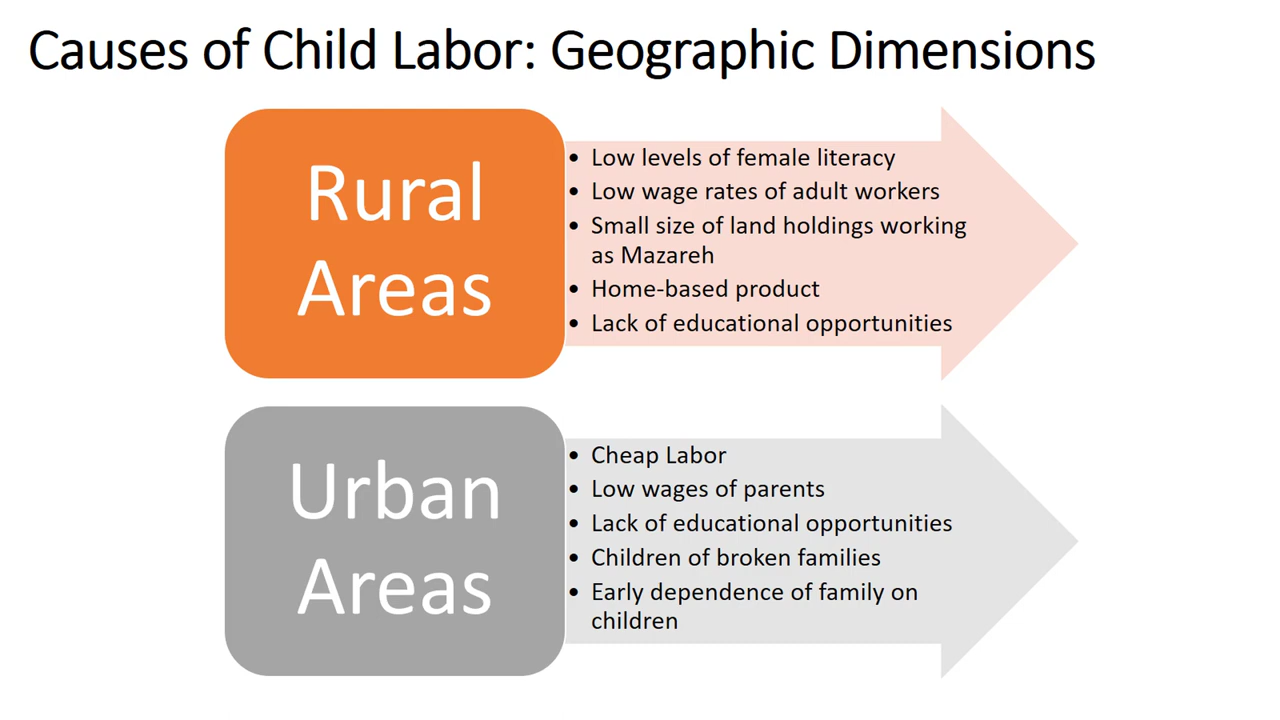 Causes of Child Labor: Geographic Dimensions
Rural
Areas
• Low levels of female literacy
• Low wage rates of adult workers
• Small size of land holdings working
as Mazareh
• Home-based product
• Lack of educational opportunities
Urban
Areas
• Cheap Labor
• Low wages of parents
• Lack of educational opportunities
• Children of broken families
• Early dependence of family on
children